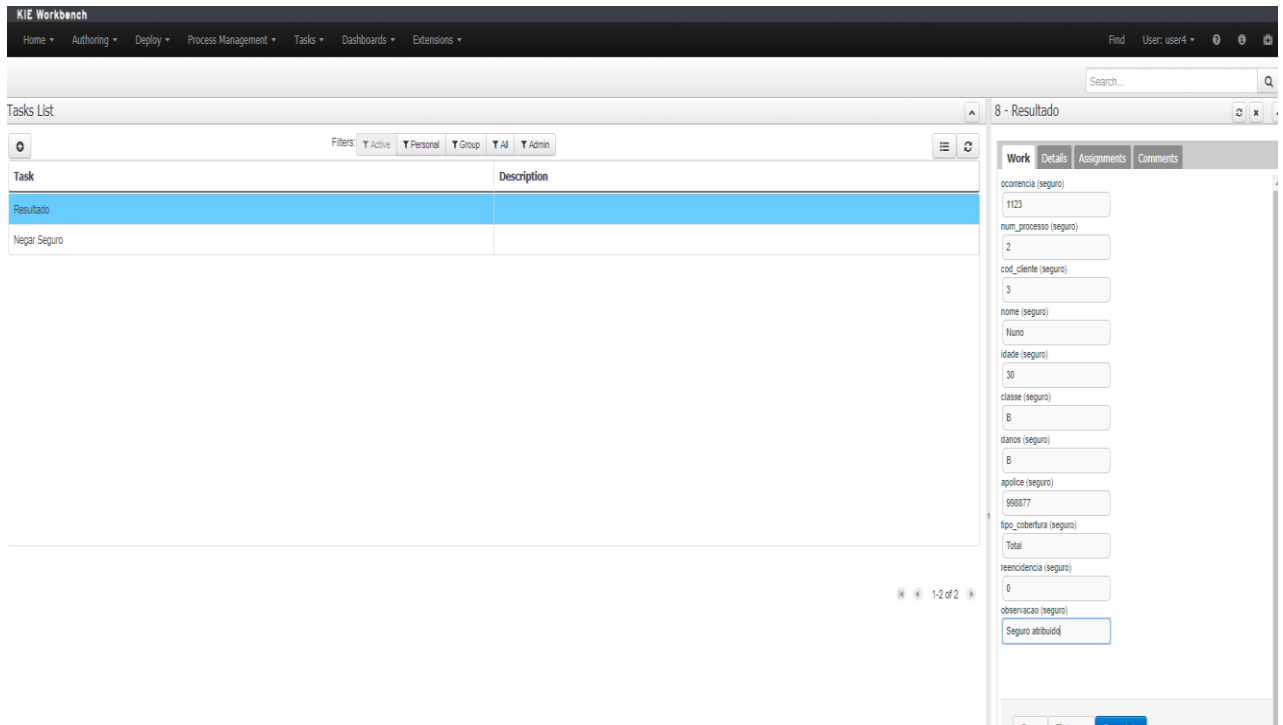 KIE Workbench
Home Authoring Deploy Process Management Tasks Dashboards Extensions Find User: user4
Search...
Tasks List
Filters: Active Personal Group All Admin
Task Description
Resultado
Negar Seguro
1-2 of 2
8 - Resultado
Work Details Assignments Comments
ocorrencia (seguro)
1123
num_processo (seguro)
2
cod_cliente (seguro)
3
nome (seguro)
Nuno
idade (seguro)
30
classe (seguro)
B
danos (seguro)
B
apolice (seguro)
998877
tipo_cobertura (seguro)
Total
reencidencia (seguro)
0
observacao (seguro)
Seguro atribuido